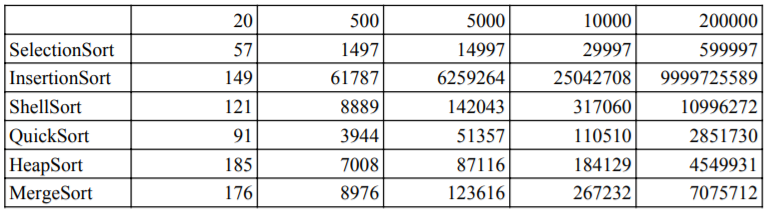 20 500 5000 10000 200000
SelectionSort 57 1497 14997 29997 599997
InsertionSort 149 61787 6259264 25042708 9999725589
ShellSort 121 8889 142043 317060 10996272
QuickSort 91 3944 51357 110510 2851730
HeapSort 185 7008 87116 184129 4549931
MergeSort 176 8976 123616 267232 7075712